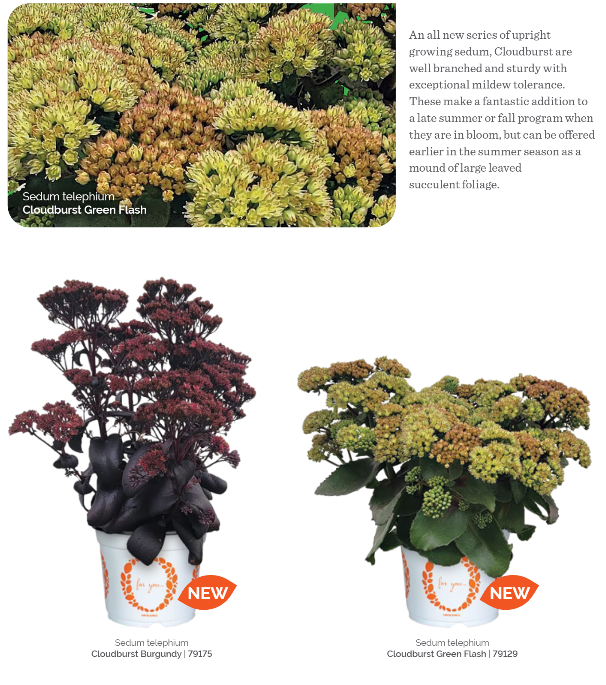 An all new series of upright
growing sedum, Cloudburst are
well branched and sturdy with
exceptional mildew tolerance.
These make a fantastic addition to
a late summer or fall program when
they are in bloom, but can be offered
earlier in the summer season as a
mound of large leaved
succulent foliage.
Sedum telephium
Cloudburst Green Flash
for you...
NEW
for you...
NEW
Sedum telephium
Cloudburst Burgundy | 79175
Sedum telephium
Cloudburst Green Flash | 79129